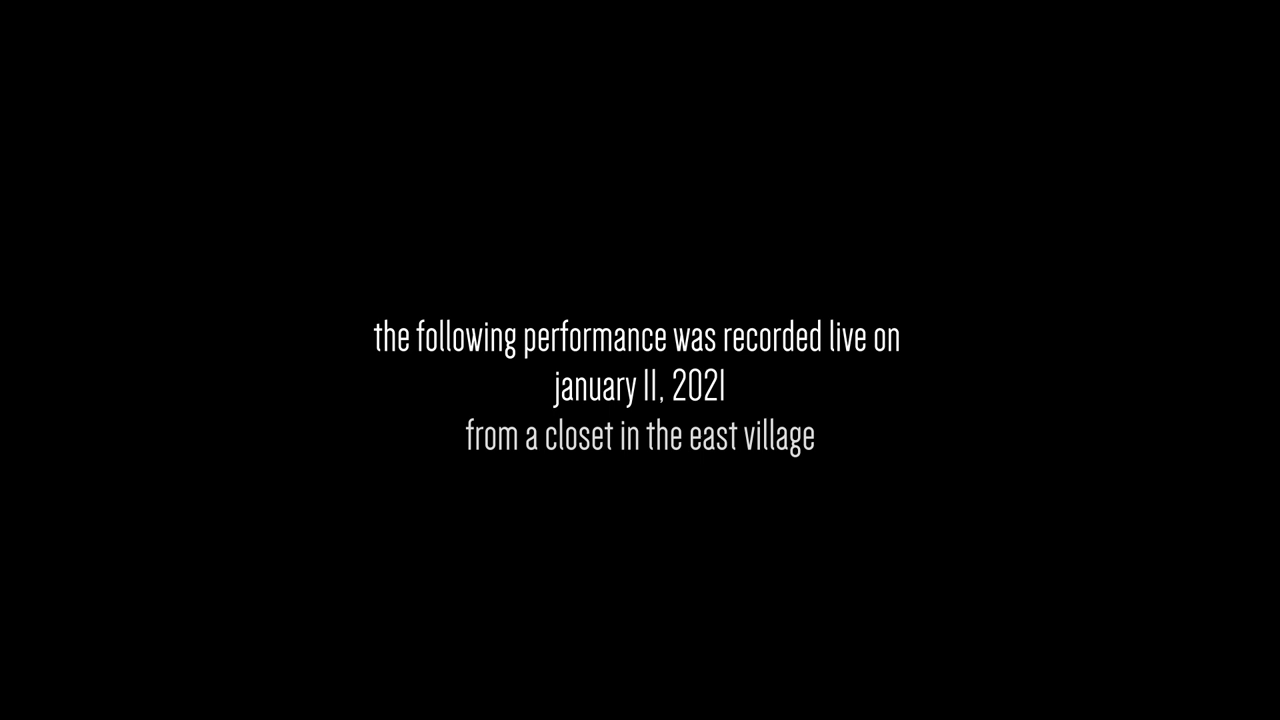 the following performance was recorded live on
january 11, 2021
from a closet in the east village